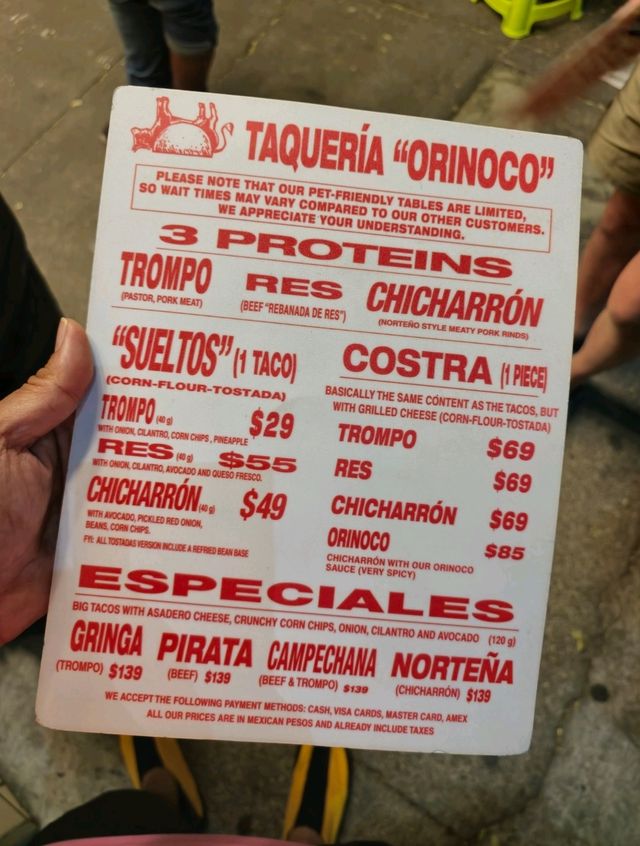 TAQUERÍA “ORINOCO”
PLEASE NOTE THAT OUR PET-FRIENDLY TABLES ARE LIMITED,
SO WAIT TIMES MAY VARY COMPARED TO OUR OTHER CUSTOMERS.
WE APPRECIATE YOUR UNDERSTANDING.
3 PROTEINS
TROMPO
(PASTOR, PORK MEAT)
RES
(BEEF “REBANADA DE RES”)
CHICHARRÓN
(NORTEÑO STYLE MEATY PORK RINDS)
“SUELTOS” (1 TACO)
(CORN-FLOUR-TOSTADA)
TROMPO (40 g) $29
WITH ONION, CILANTRO, CORN CHIPS, PINEAPPLE
RES (40 g) $55
WITH ONION, CILANTRO, AVOCADO AND QUESO FRESCO.
CHICHARRÓN (40 g) $49
WITH AVOCADO, PICKLED RED ONION,
BEANS, CORN CHIPS.
FYI: ALL TOSTADAS VERSION INCLUDE A REFRIED BEAN BASE
COSTRA (1 PIECE)
BASICALLY THE SAME CONTENT AS THE TACOS, BUT
WITH GRILLED CHEESE (CORN-FLOUR-TOSTADA)
TROMPO $69
RES $69
CHICHARRÓN $69
ORINOCO $85
CHICHARRÓN WITH OUR ORINOCO
SAUCE (VERY SPICY)
ESPECIALES
BIG TACOS WITH ASADERO CHEESE, CRUNCHY CORN CHIPS, ONION, CILANTRO AND AVOCADO (120 g)
GRINGA
(TROMPO) $139
PIRATA
(BEEF) $139
CAMPECHANA
(BEEF & TROMPO) $139
NORTEÑA
(CHICHARRÓN) $139
WE ACCEPT THE FOLLOWING PAYMENT METHODS: CASH, VISA CARDS, MASTER CARD, AMEX
ALL OUR PRICES ARE IN MEXICAN PESOS AND ALREADY INCLUDE TAXES